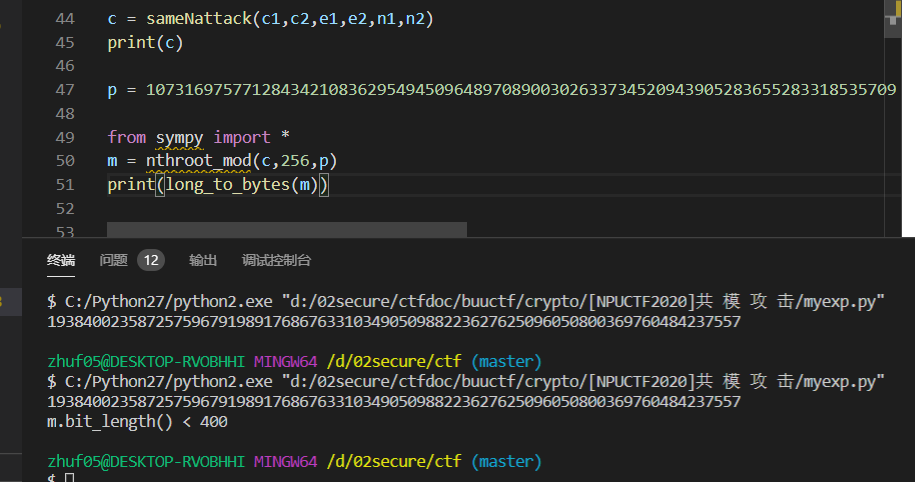 44 c = sameNattack(c1,c2,e1,e2,n1,n2)
45 print(c)
46
47 p = 107316975771284342108362954945096489708900302633734520943905283655283318535709
48
49 from sympy import *
50 m = nthroot_mod(c,256,p)
51 print(long_to_bytes(m))
52
53
终端 问题 12 输出 调试控制台
$ C:/Python27/python2.exe "d:/02secure/ctfdoc/buuctf/crypto/[NPUCTF2020]共 模 攻 击/myexp.py"
19384002358725759679198917686763310349050988223627625096050800369760484237557
zhuf05@DESKTOP-RVOBHHI MINGW64 /d/02secure/ctf (master)
$ C:/Python27/python2.exe "d:/02secure/ctfdoc/buuctf/crypto/[NPUCTF2020]共 模 攻 击/myexp.py"
19384002358725759679198917686763310349050988223627625096050800369760484237557
m.bit_length() < 400
zhuf05@DESKTOP-RVOBHHI MINGW64 /d/02secure/ctf (master)
$